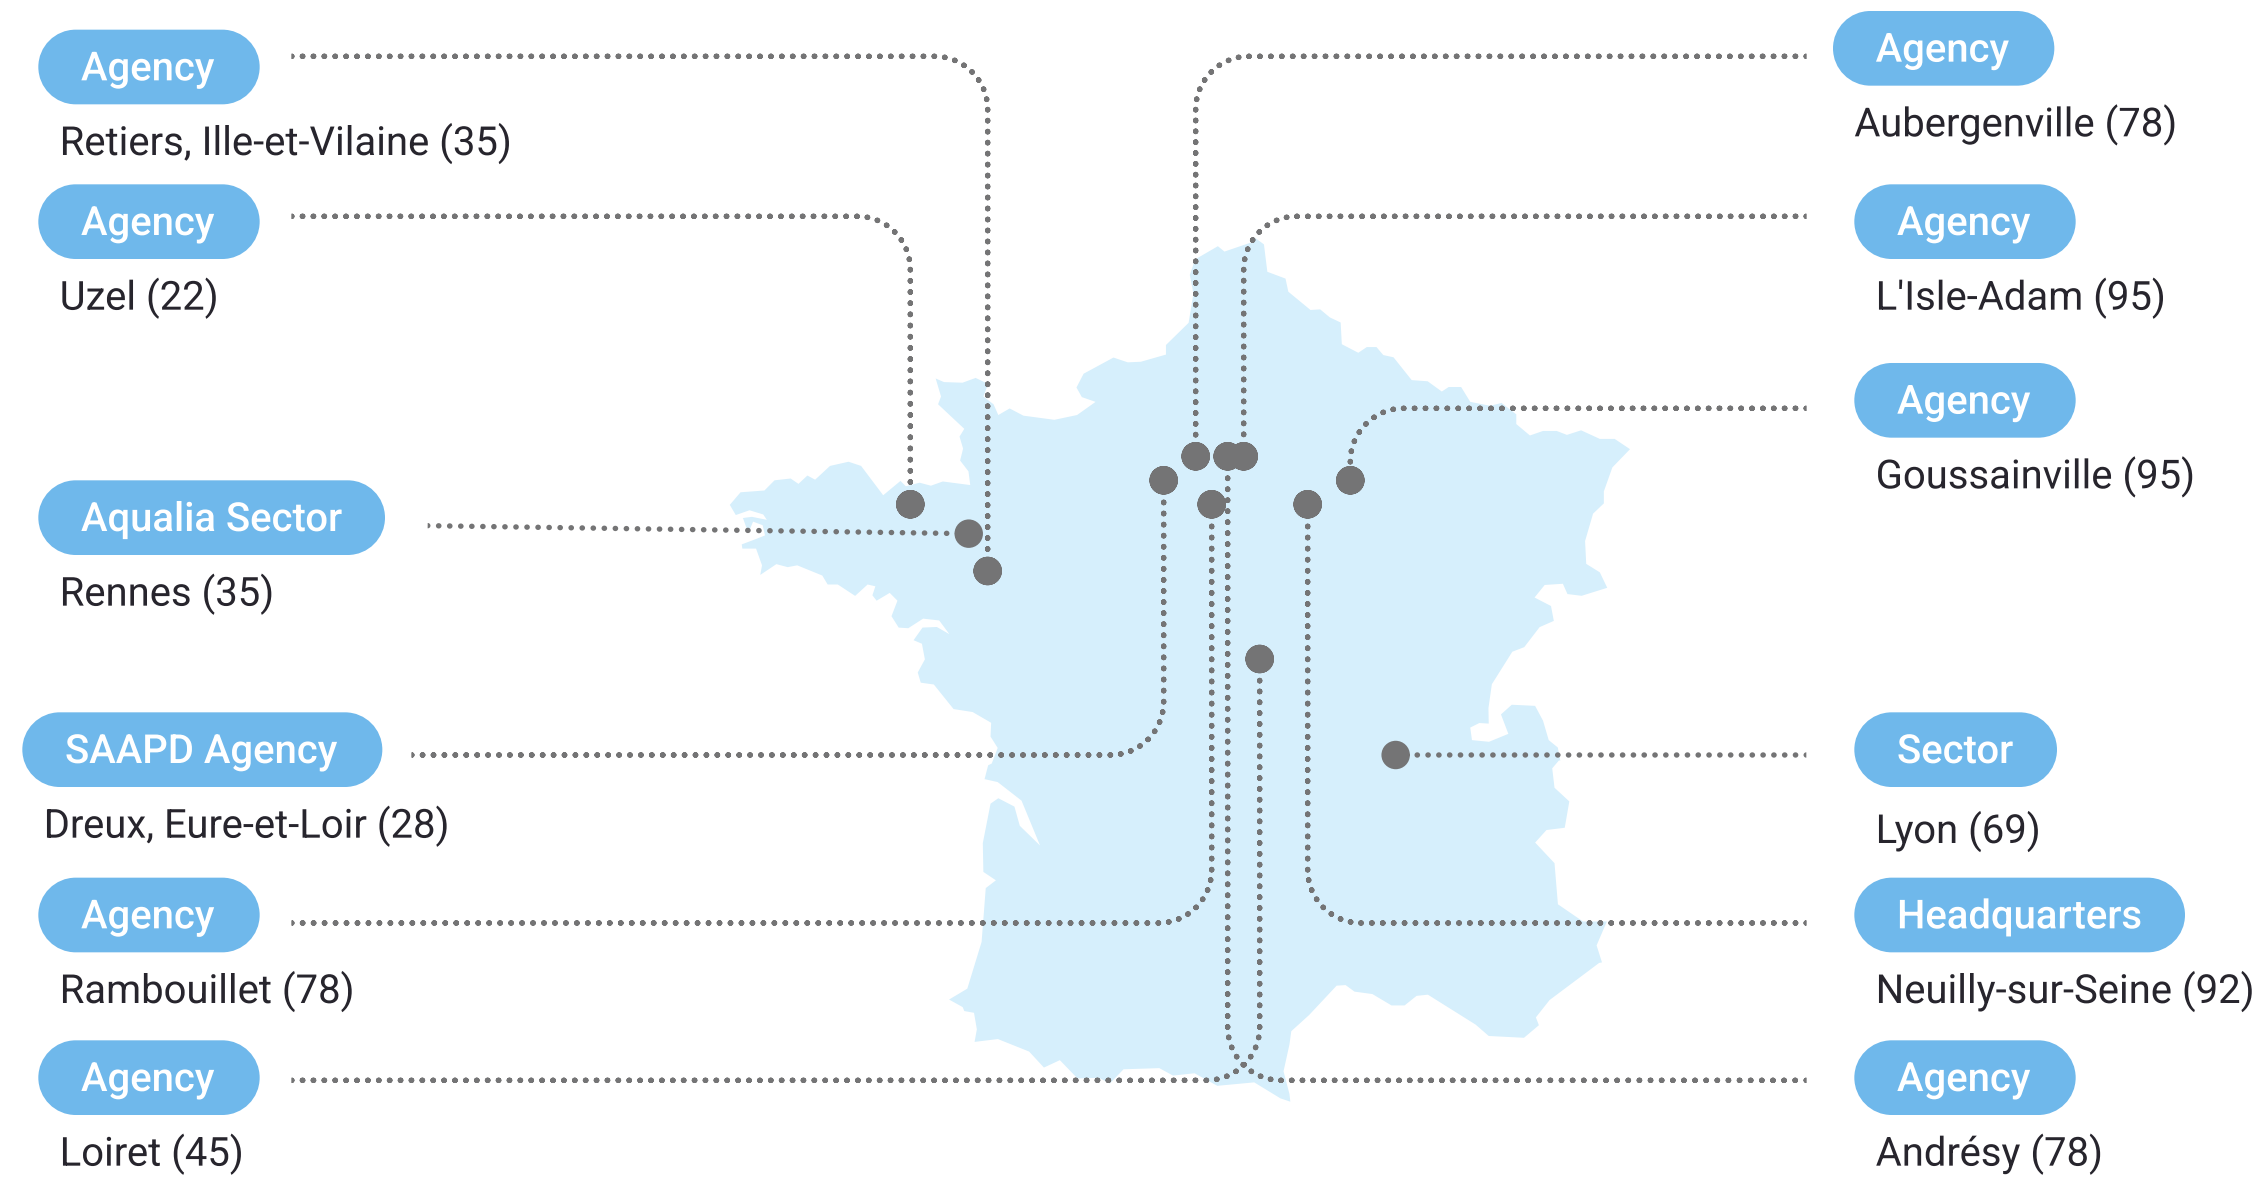 Agency
Retiers, Ille-et-Vilaine (35)
Agency
Uzel (22)
Aqualia Sector
Rennes (35)
SAAPD Agency
Dreux, Eure-et-Loir (28)
Agency
Rambouillet (78)
Agency
Loiret (45)
Agency
Aubergenville (78)
Agency
L'Isle-Adam (95)
Agency
Goussainville (95)
Sector
Lyon (69)
Headquarters
Neuilly-sur-Seine (92)
Agency
Andrésy (78)